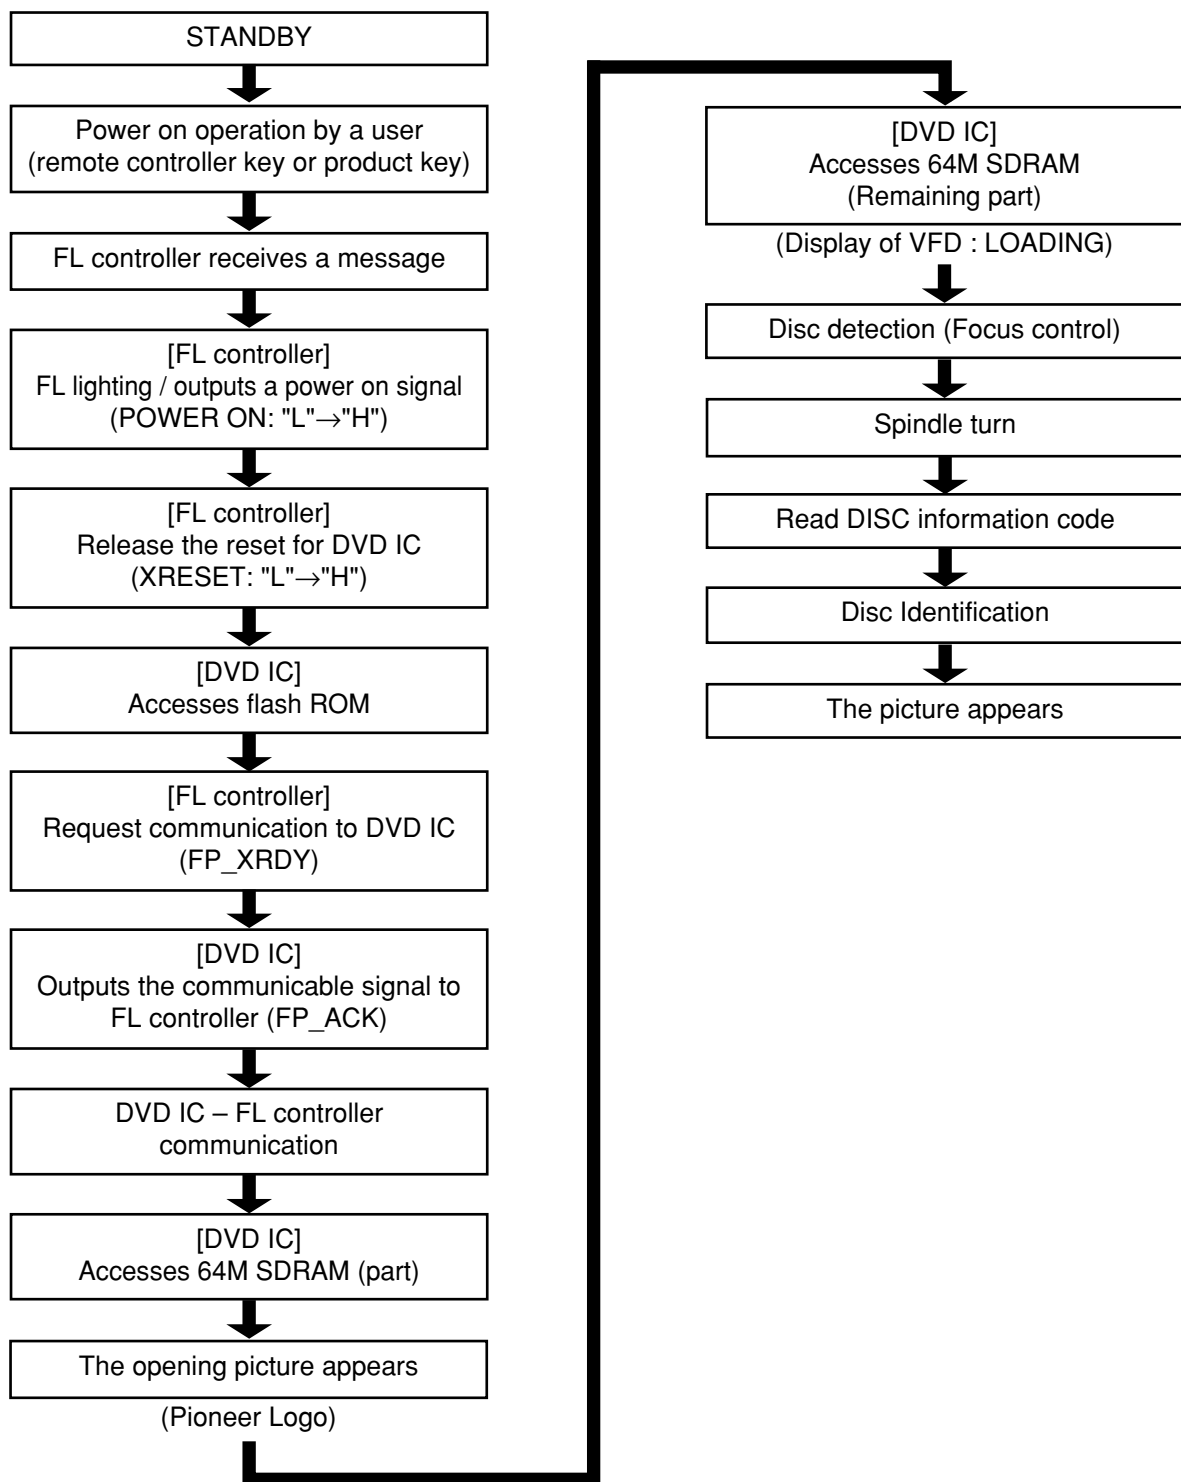 STANDBY
Power on operation by a user
(remote controller key or product key)
FL controller receives a message
[FL controller]
FL lighting / outputs a power on signal
(POWER ON: "L"→"H")
[FL controller]
Release the reset for DVD IC
(XRESET: "L"→"H")
[DVD IC]
Accesses flash ROM
[FL controller]
Request communication to DVD IC
(FP_XRDY)
[DVD IC]
Outputs the communicable signal to
FL controller (FP_ACK)
DVD IC – FL controller
communication
[DVD IC]
Accesses 64M SDRAM (part)
The opening picture appears
(Pioneer Logo)
[DVD IC]
Accesses 64M SDRAM
(Remaining part)
(Display of VFD : LOADING)
Disc detection (Focus control)
Spindle turn
Read DISC information code
Disc Identification
The picture appears